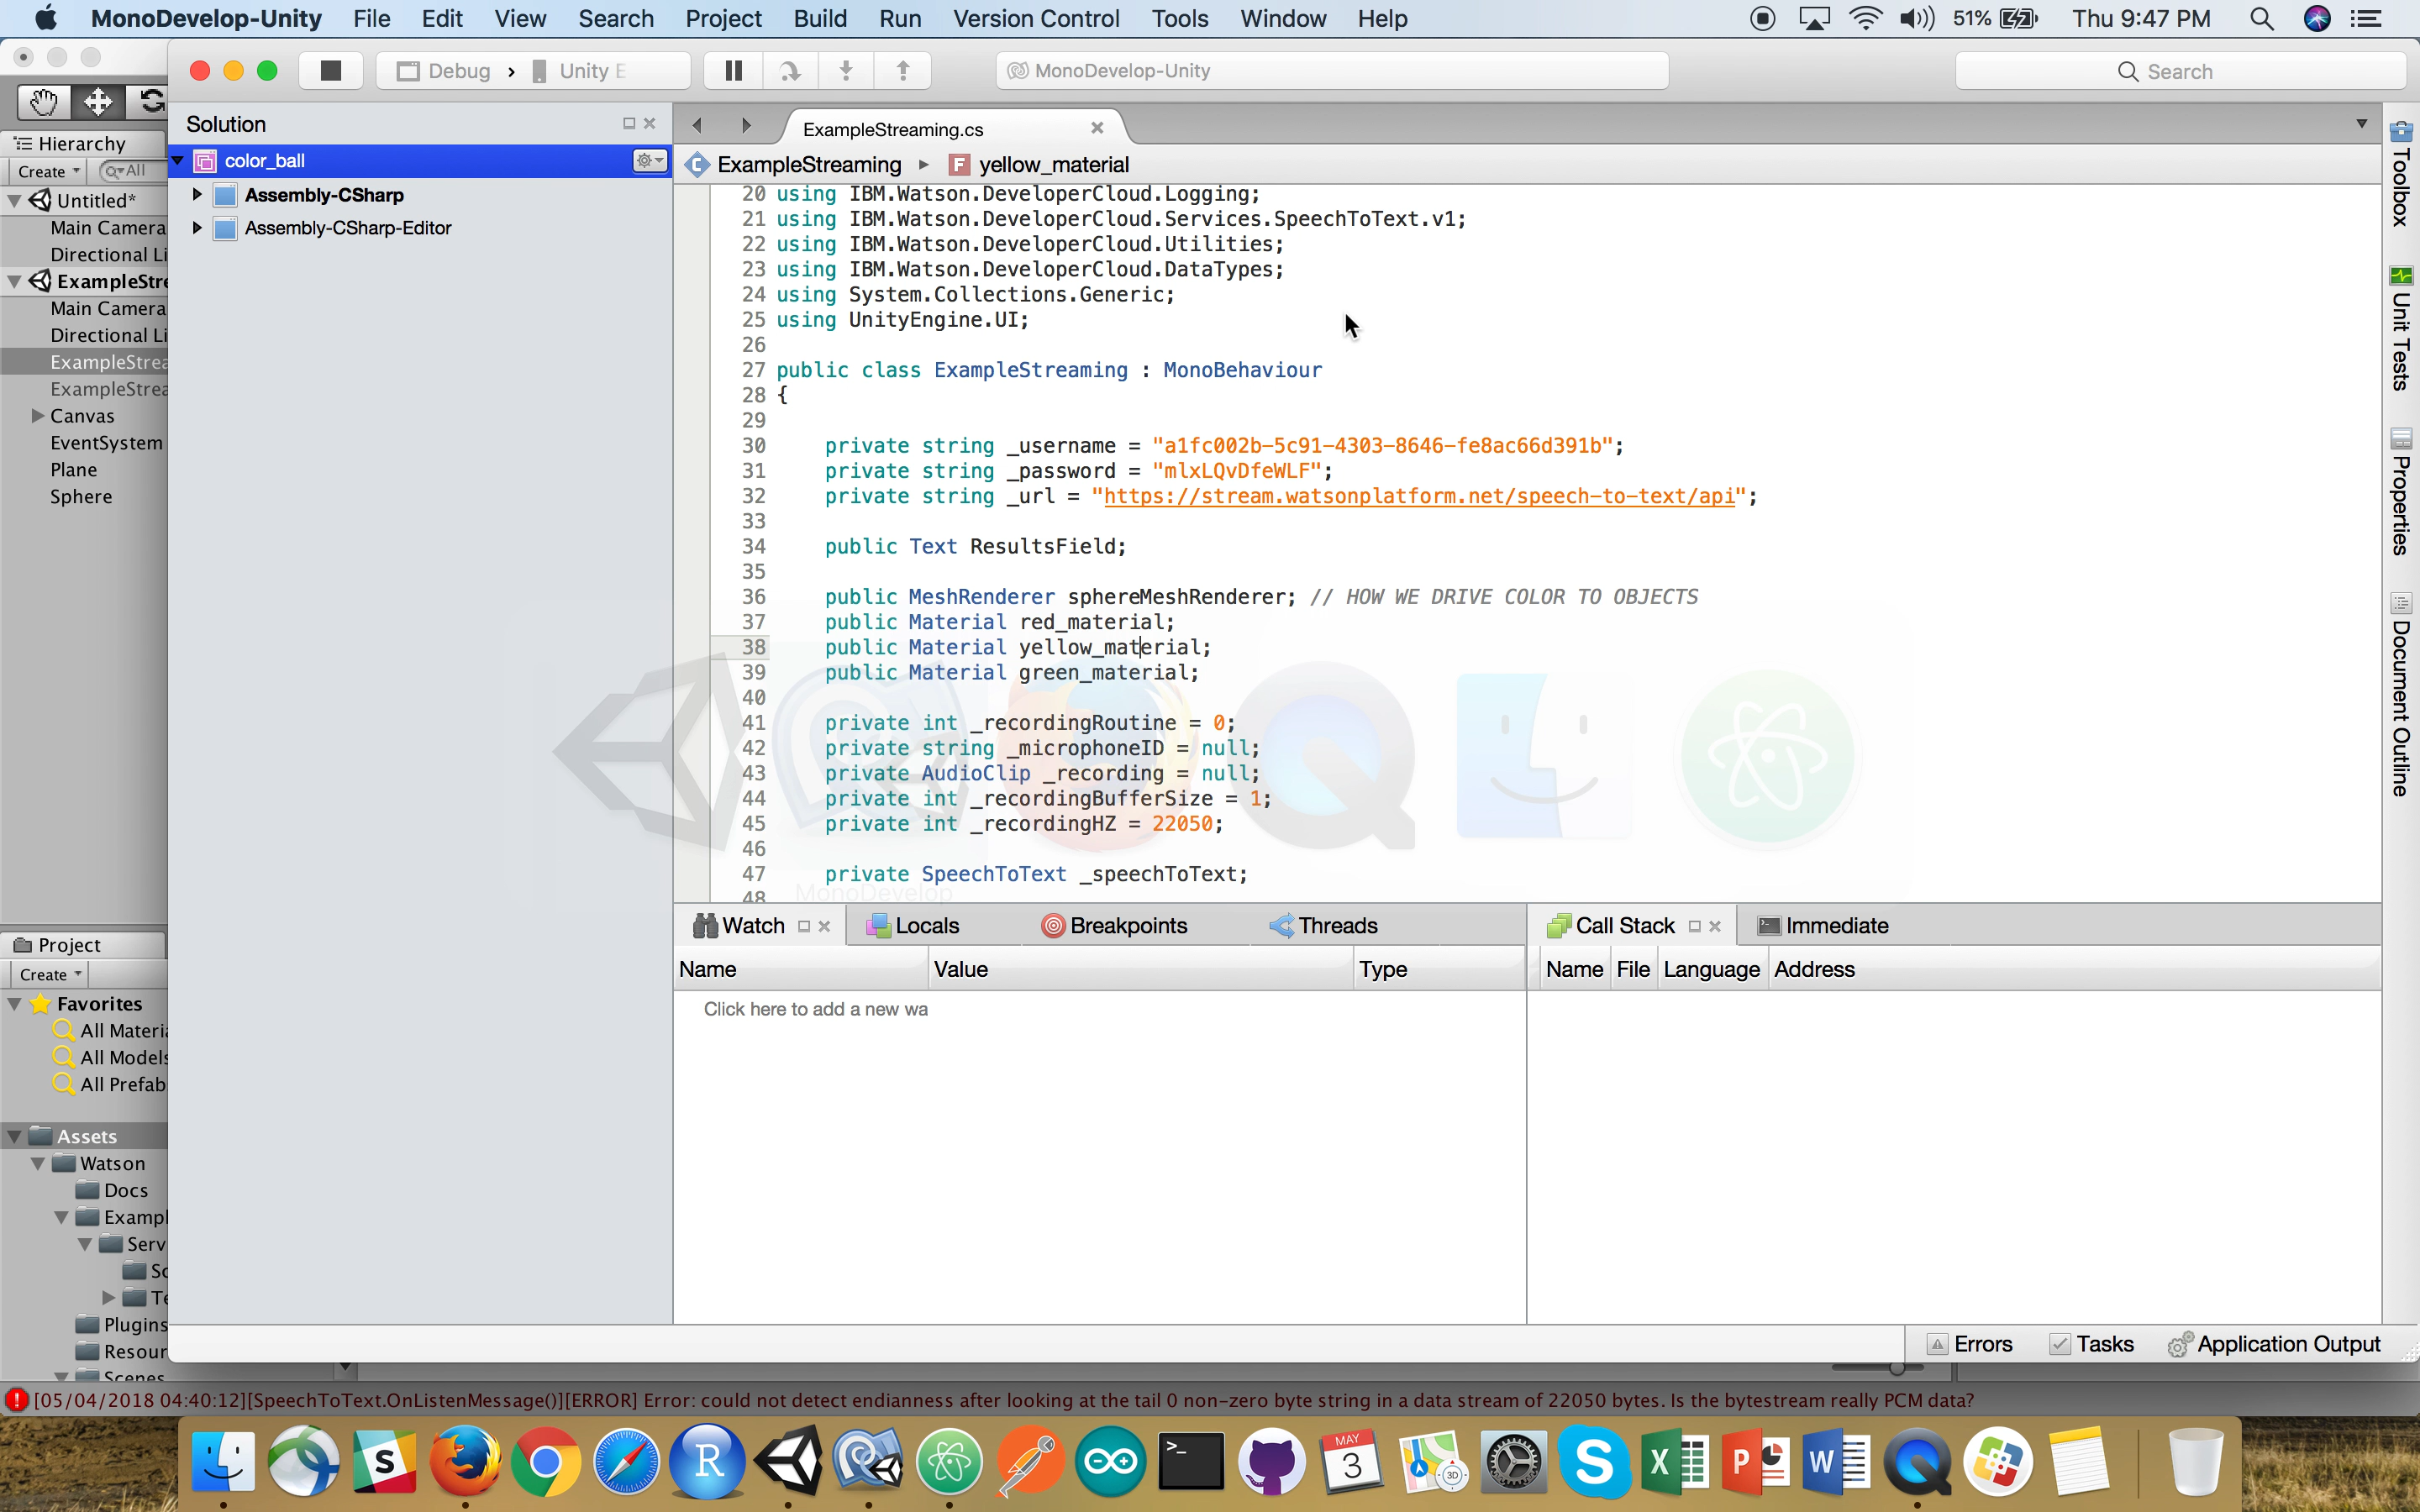 MonoDevelop-Unity File Edit View Search Project Build Run Version Control Tools Window Help 51% Thu 9:47 PM
Debug › Unity E
MonoDevelop-Unity
Search
Hierarchy
Create All
Untitled*
Main Camera
Directional Li
ExampleStre
Main Camera
Directional Li
ExampleStrea
ExampleStrea
Canvas
EventSystem
Plane
Sphere
Project
Create
Favorites
All Materia
All Models
All Prefab
Assets
Watson
Docs
Exampl
Serv
Sc
Te
Plugins
Resour
Scenes
Solution
color_ball
Assembly-CSharp
Assembly-CSharp-Editor
ExampleStreaming.cs
ExampleStreaming ▸ F yellow_material
20 using IBM.Watson.DeveloperCloud.Logging;
21 using IBM.Watson.DeveloperCloud.Services.SpeechToText.v1;
22 using IBM.Watson.DeveloperCloud.Utilities;
23 using IBM.Watson.DeveloperCloud.DataTypes;
24 using System.Collections.Generic;
25 using UnityEngine.UI;
26
27 public class ExampleStreaming : MonoBehaviour
28 {
29
30 private string _username = "a1fc002b-5c91-4303-8646-fe8ac66d391b";
31 private string _password = "mlxLQvDfeWLF";
32 private string _url = "https://stream.watsonplatform.net/speech-to-text/api";
33
34 public Text ResultsField;
35
36 public MeshRenderer sphereMeshRenderer; // HOW WE DRIVE COLOR TO OBJECTS
37 public Material red_material;
38 public Material yellow_material;
39 public Material green_material;
40
41 private int _recordingRoutine = 0;
42 private string _microphoneID = null;
43 private AudioClip _recording = null;
44 private int _recordingBufferSize = 1;
45 private int _recordingHZ = 22050;
46
47 private SpeechToText _speechToText;
48
MonoDevelop
Toolbox
Unit Tests
Properties
Document Outline
Watch Locals Breakpoints Threads
Name Value Type
Click here to add a new wa
Call Stack Immediate
Name File Language Address
Errors Tasks Application Output
[05/04/2018 04:40:12][SpeechToText.OnListenMessage()][ERROR] Error: could not detect endianness after looking at the tail 0 non-zero byte string in a data stream of 22050 bytes. Is the bytestream really PCM data?
S
R
>_
MAY
3
3D
S
X
P
W